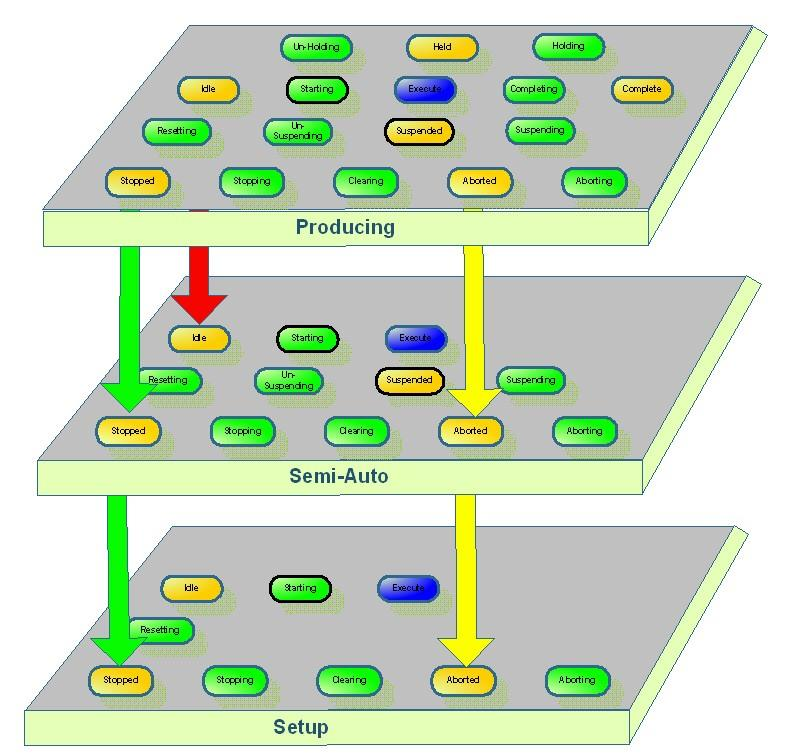 Un-Holding
Held
Holding
Idle
Starting
Execute
Completing
Complete
Resetting
Un-
Suspending
Suspended
Suspending
Stopped
Stopping
Clearing
Aborted
Aborting
Producing
Idle
Starting
Execute
Resetting
Un-
Suspending
Suspended
Suspending
Stopped
Stopping
Clearing
Aborted
Aborting
Semi-Auto
Idle
Starting
Execute
Resetting
Stopped
Stopping
Clearing
Aborted
Aborting
Setup